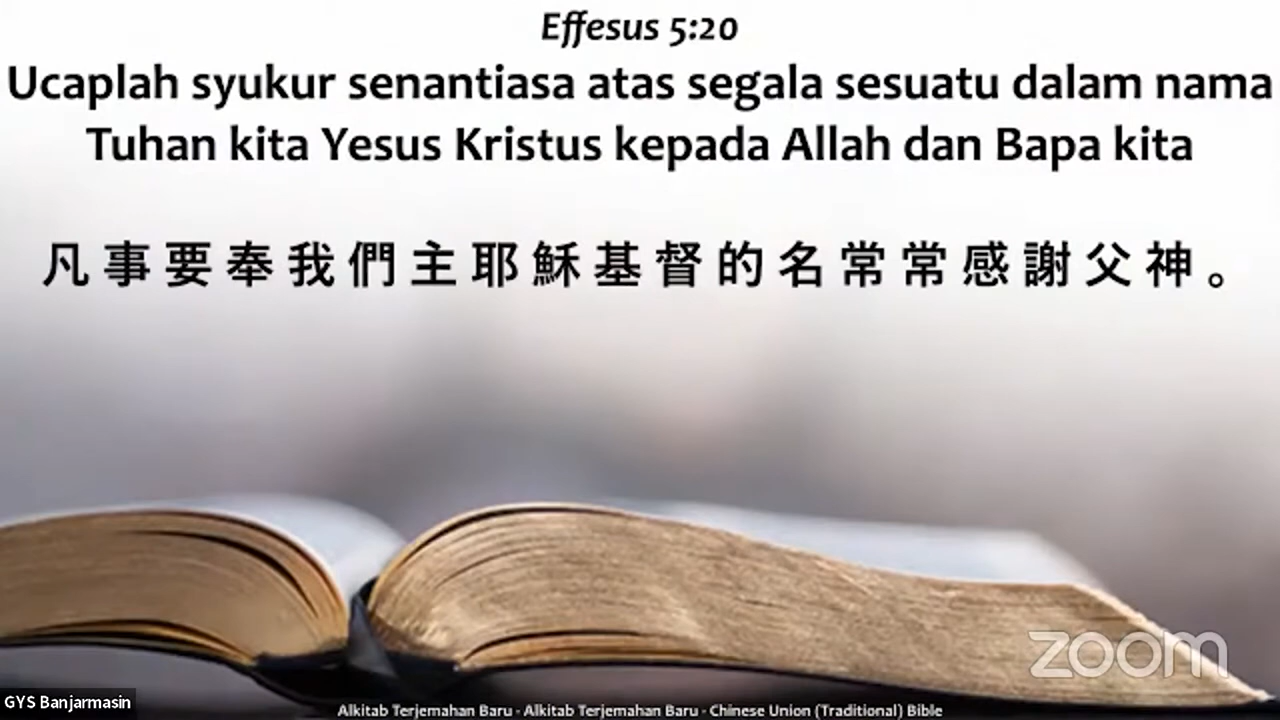 Effesus 5:20
Ucaplah syukur senantiasa atas segala sesuatu dalam nama
Tuhan kita Yesus Kristus kepada Allah dan Bapa kita
凡事要奉我們主耶穌基督的名常常感謝父神。
zoom
GYS Banjarmasin
Alkitab Terjemahan Baru - Alkitab Terjemahan Baru - Chinese Union (Traditional) Bible